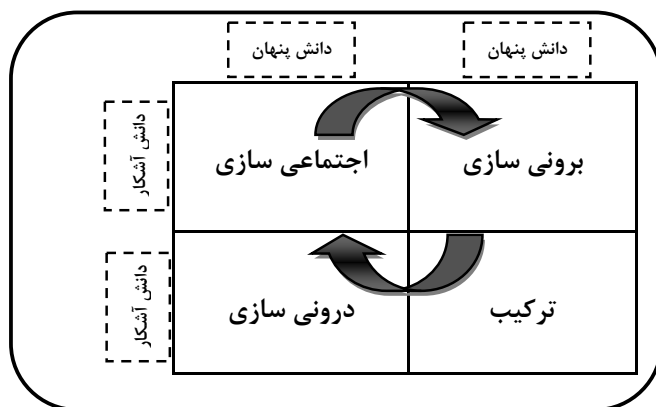 دانش پنهان
دانش پنهان
دانش آشکار
برونی سازی
اجتماعی سازی
دانش آشکار
ترکیب
درونی سازی